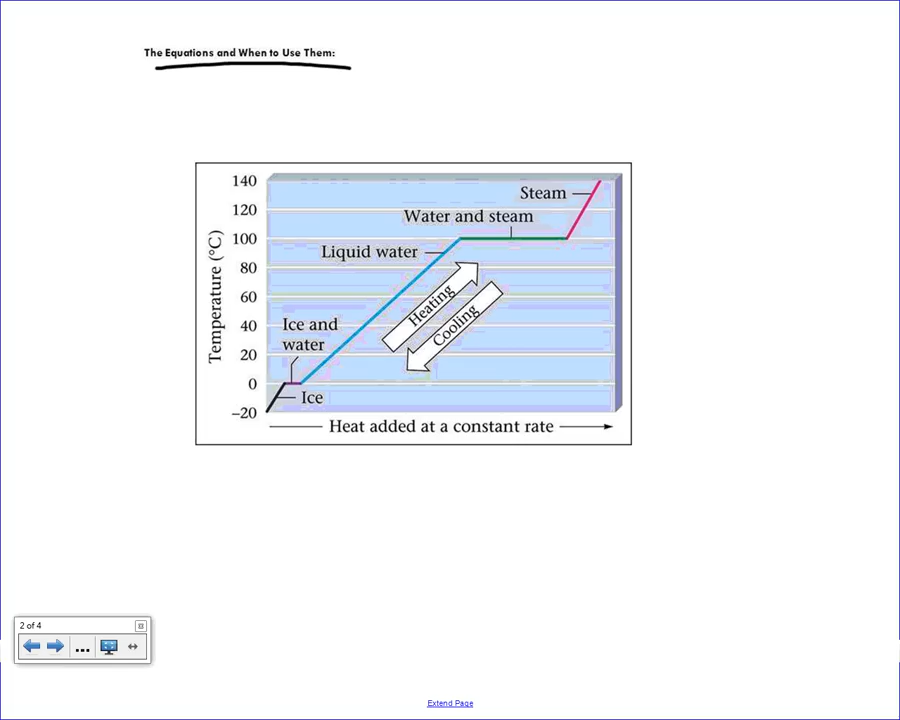 The Equations and When to Use Them:
140
120
100
80
60
40
20
0
–20
Temperature (°C)
Steam
Water and steam
Liquid water
Heating
Cooling
Ice and
water
Ice
Heat added at a constant rate
2 of 4
...
Extend Page